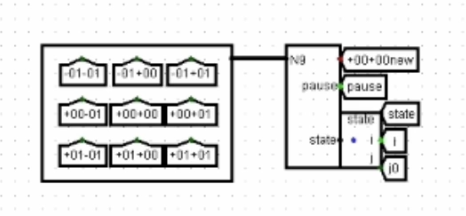 -01-01 -01+00 -01+01
+00-01 +00+00 +00+01
+01-01 +01+00 +01+01
N9 +00+00new
pause pause
state
state
state i i
j j0